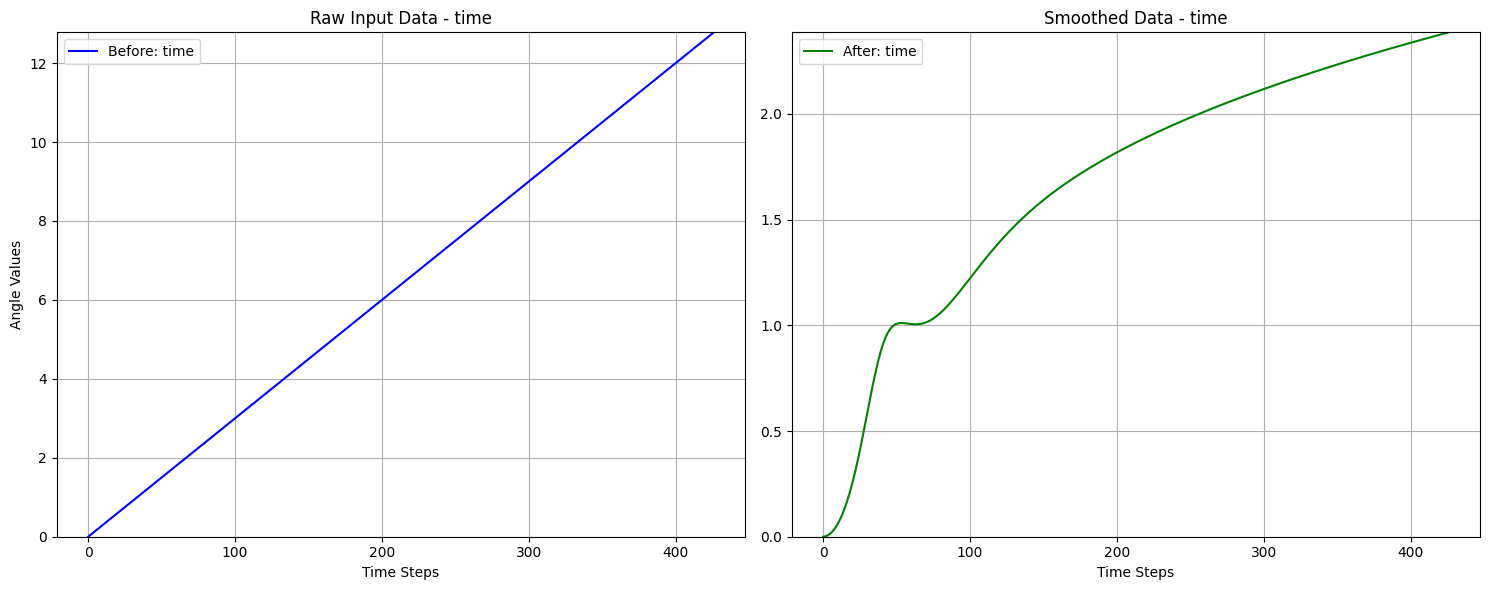 Raw Input Data - time
Before: time
12
10
8
6
4
2
0
Angle Values
0 100 200 300 400
Time Steps
Smoothed Data - time
After: time
2.0
1.5
1.0
0.5
0.0
0 100 200 300 400
Time Steps